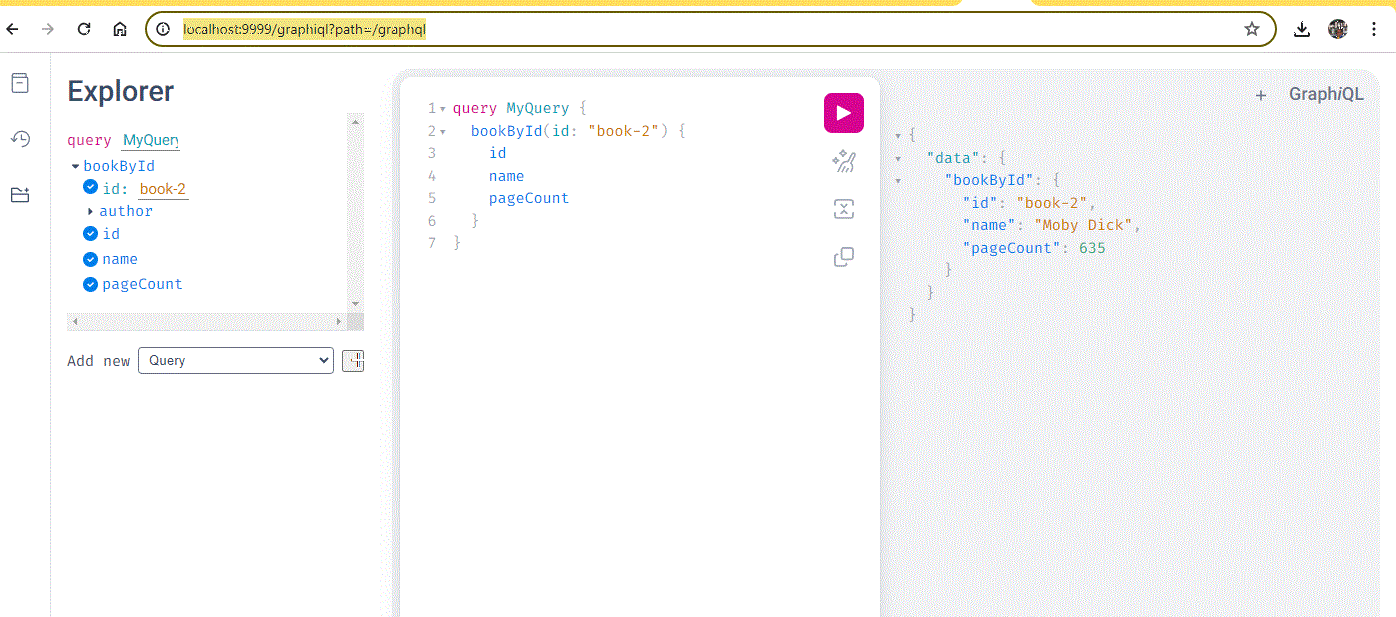 localhost:9999/graphiql?path=/graphql
Explorer
query MyQuery
bookById
id: book-2
author
id
name
pageCount
Add new Query
1 query MyQuery {
2 bookById(id: "book-2") {
3 id
4 name
5 pageCount
6 }
7 }
+ GraphiQL
{
"data": {
"bookById": {
"id": "book-2",
"name": "Moby Dick",
"pageCount": 635
}
}
}